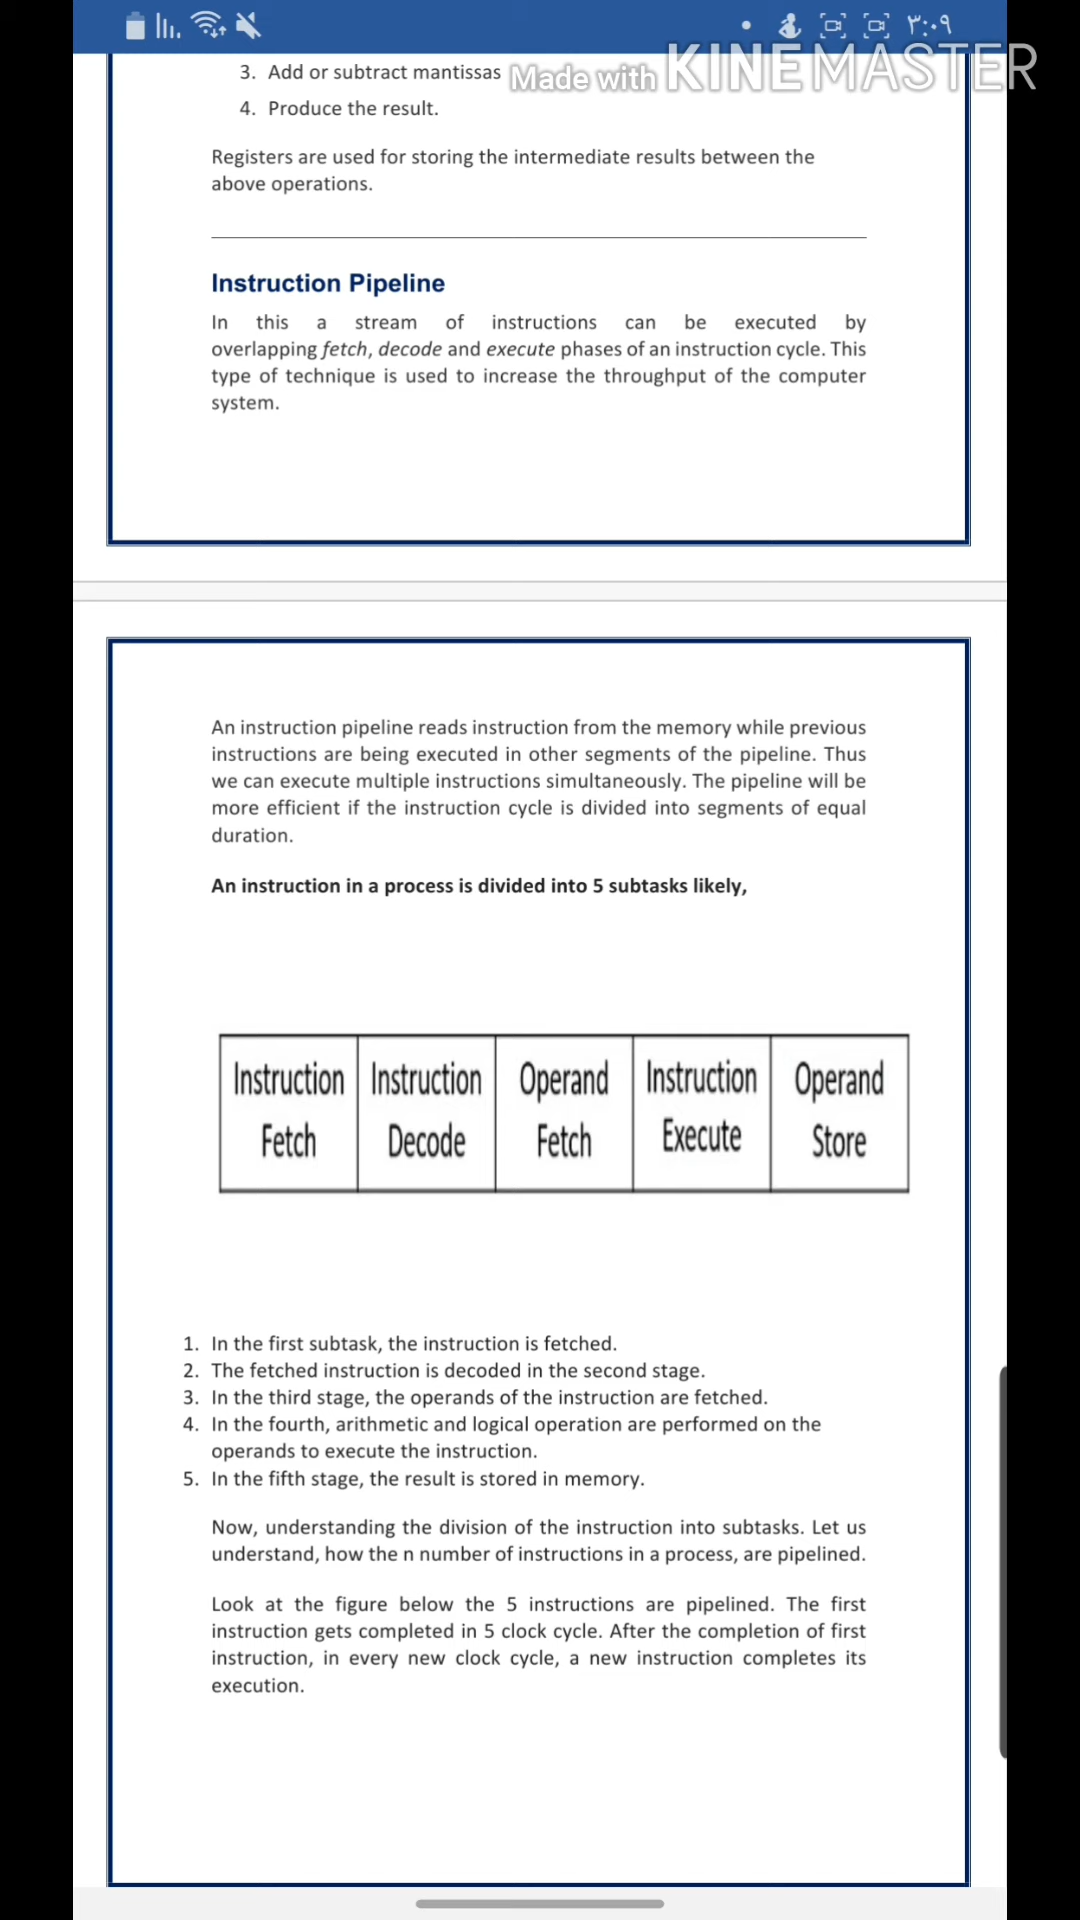 ٣:٠٩
Made with KINEMASTER
3. Add or subtract mantissas
4. Produce the result.
Registers are used for storing the intermediate results between the
above operations.
Instruction Pipeline
In this a stream of instructions can be executed by
overlapping fetch, decode and execute phases of an instruction cycle. This
type of technique is used to increase the throughput of the computer
system.
An instruction pipeline reads instruction from the memory while previous
instructions are being executed in other segments of the pipeline. Thus
we can execute multiple instructions simultaneously. The pipeline will be
more efficient if the instruction cycle is divided into segments of equal
duration.
An instruction in a process is divided into 5 subtasks likely,
Instruction Fetch
Instruction Decode
Operand Fetch
Instruction Execute
Operand Store
1. In the first subtask, the instruction is fetched.
2. The fetched instruction is decoded in the second stage.
3. In the third stage, the operands of the instruction are fetched.
4. In the fourth, arithmetic and logical operation are performed on the
operands to execute the instruction.
5. In the fifth stage, the result is stored in memory.
Now, understanding the division of the instruction into subtasks. Let us
understand, how the n number of instructions in a process, are pipelined.
Look at the figure below the 5 instructions are pipelined. The first
instruction gets completed in 5 clock cycle. After the completion of first
instruction, in every new clock cycle, a new instruction completes its
execution.